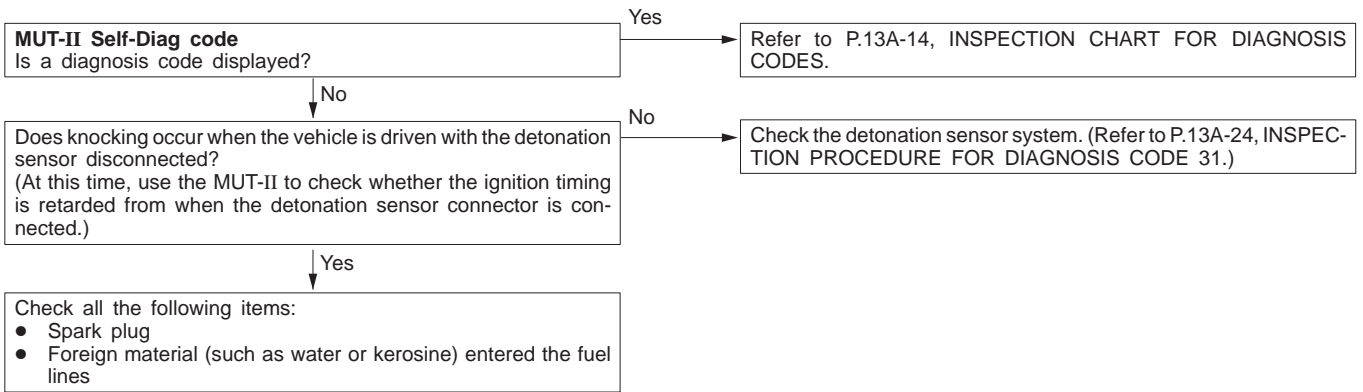 Yes
MUT-II Self-Diag code
Is a diagnosis code displayed?
Refer to P.13A-14, INSPECTION CHART FOR DIAGNOSIS
CODES.
No
Does knocking occur when the vehicle is driven with the detonation
sensor disconnected?
(At this time, use the MUT-II to check whether the ignition timing
is retarded from when the detonation sensor connector is con-
nected.)
No
Check the detonation sensor system. (Refer to P.13A-24, INSPEC-
TION PROCEDURE FOR DIAGNOSIS CODE 31.)
Yes
Check all the following items:
● Spark plug
● Foreign material (such as water or kerosine) entered the fuel
lines